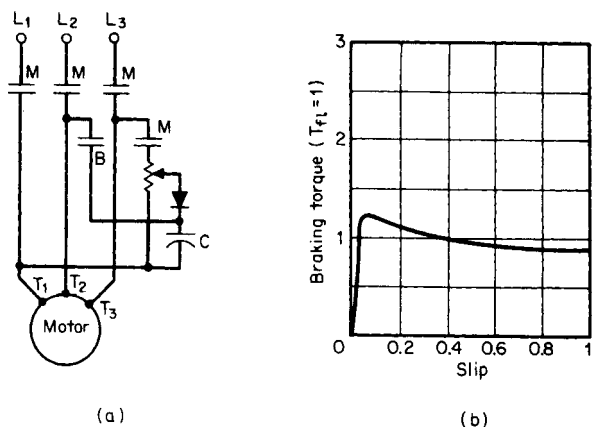 L1 L2 L3
M M M
M
B
C
T1 T2 T3
Motor
(a)
Braking torque (Tfl = 1)
3
2
1
0
0.2 0.4 0.6 0.8 1
Slip
(b)